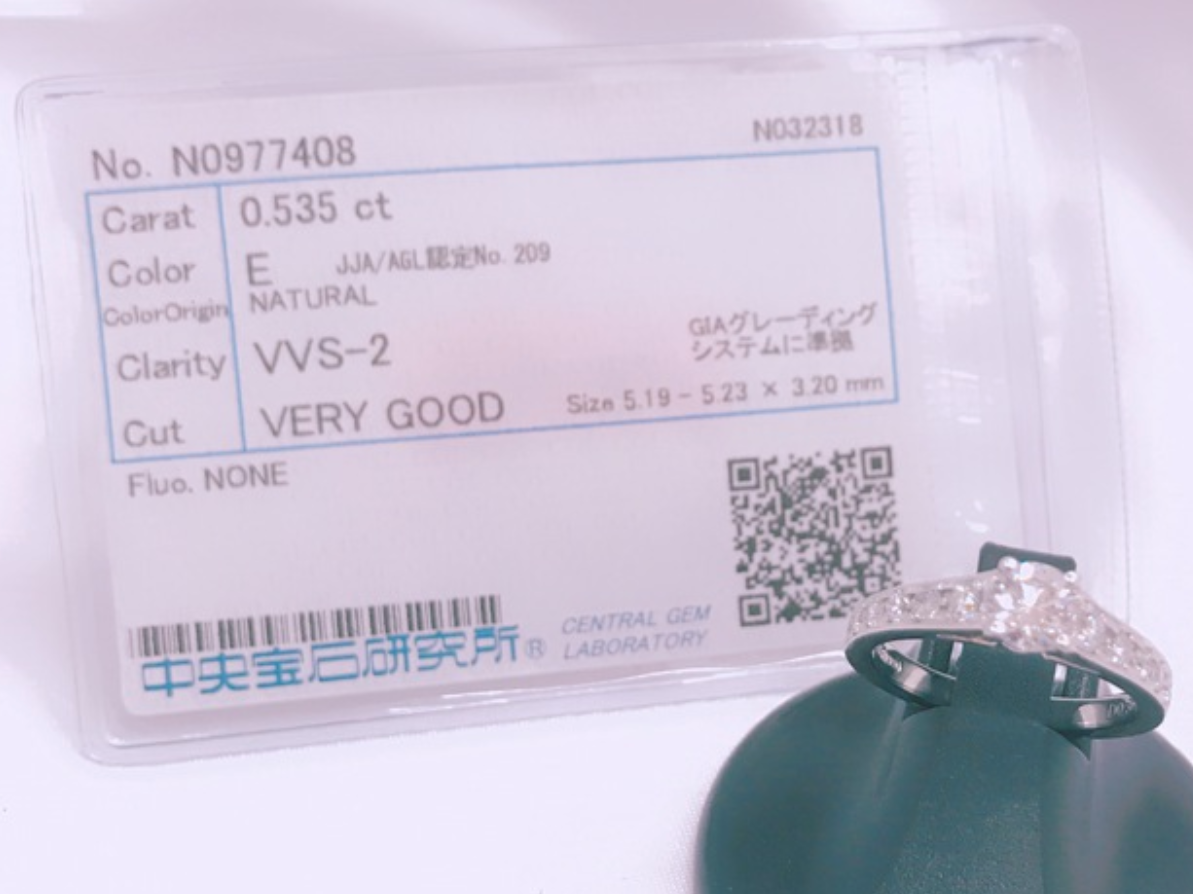 No. N0977408
N032318
Carat 0.535 ct
Color E JJA/AGL認定No. 209
ColorOrigin NATURAL
GIAグレーディング
システムに準拠
Clarity VVS-2
Cut VERY GOOD Size 5.19 - 5.23 × 3.20 mm
Fluo. NONE
中央宝石研究所® CENTRAL GEM
LABORATORY